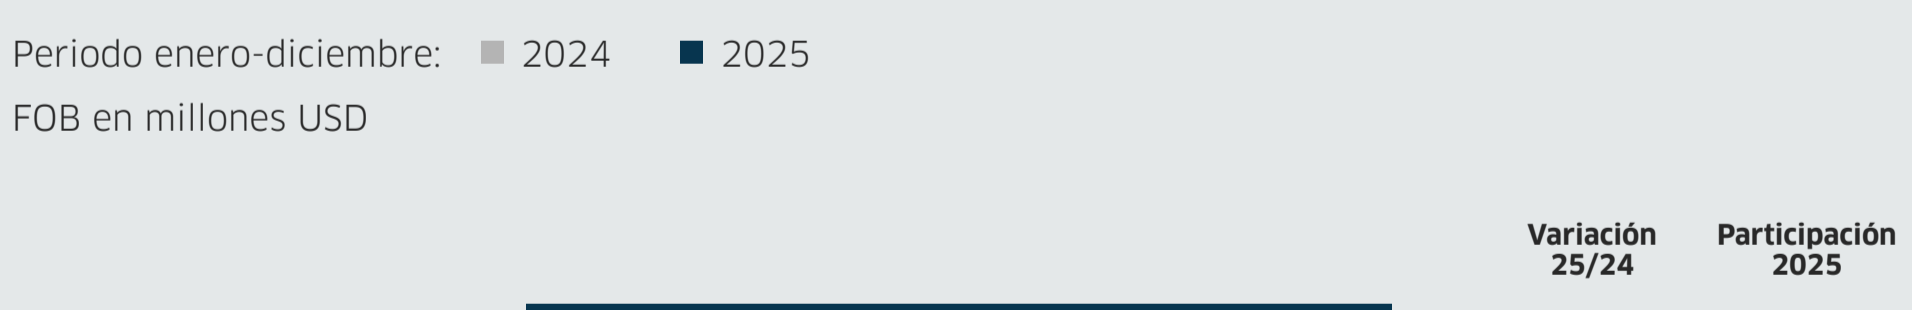 Periodo enero-diciembre: 2024 2025
FOB en millones USD
Variación Participación
25/24 2025